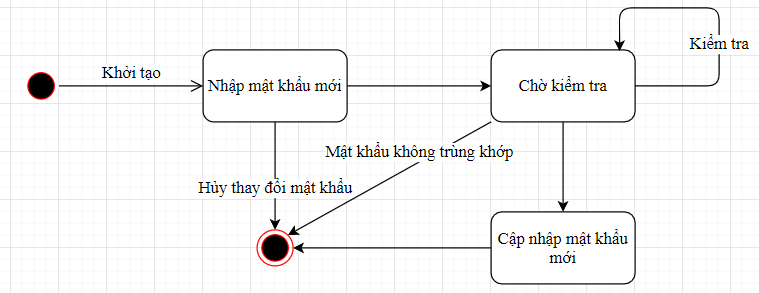 Khởi tạo
Nhập mật khẩu mới
Chờ kiểm tra
Kiểm tra
Mật khẩu không trùng khớp
Hủy thay đổi mật khẩu
Cập nhập mật khẩu
mới